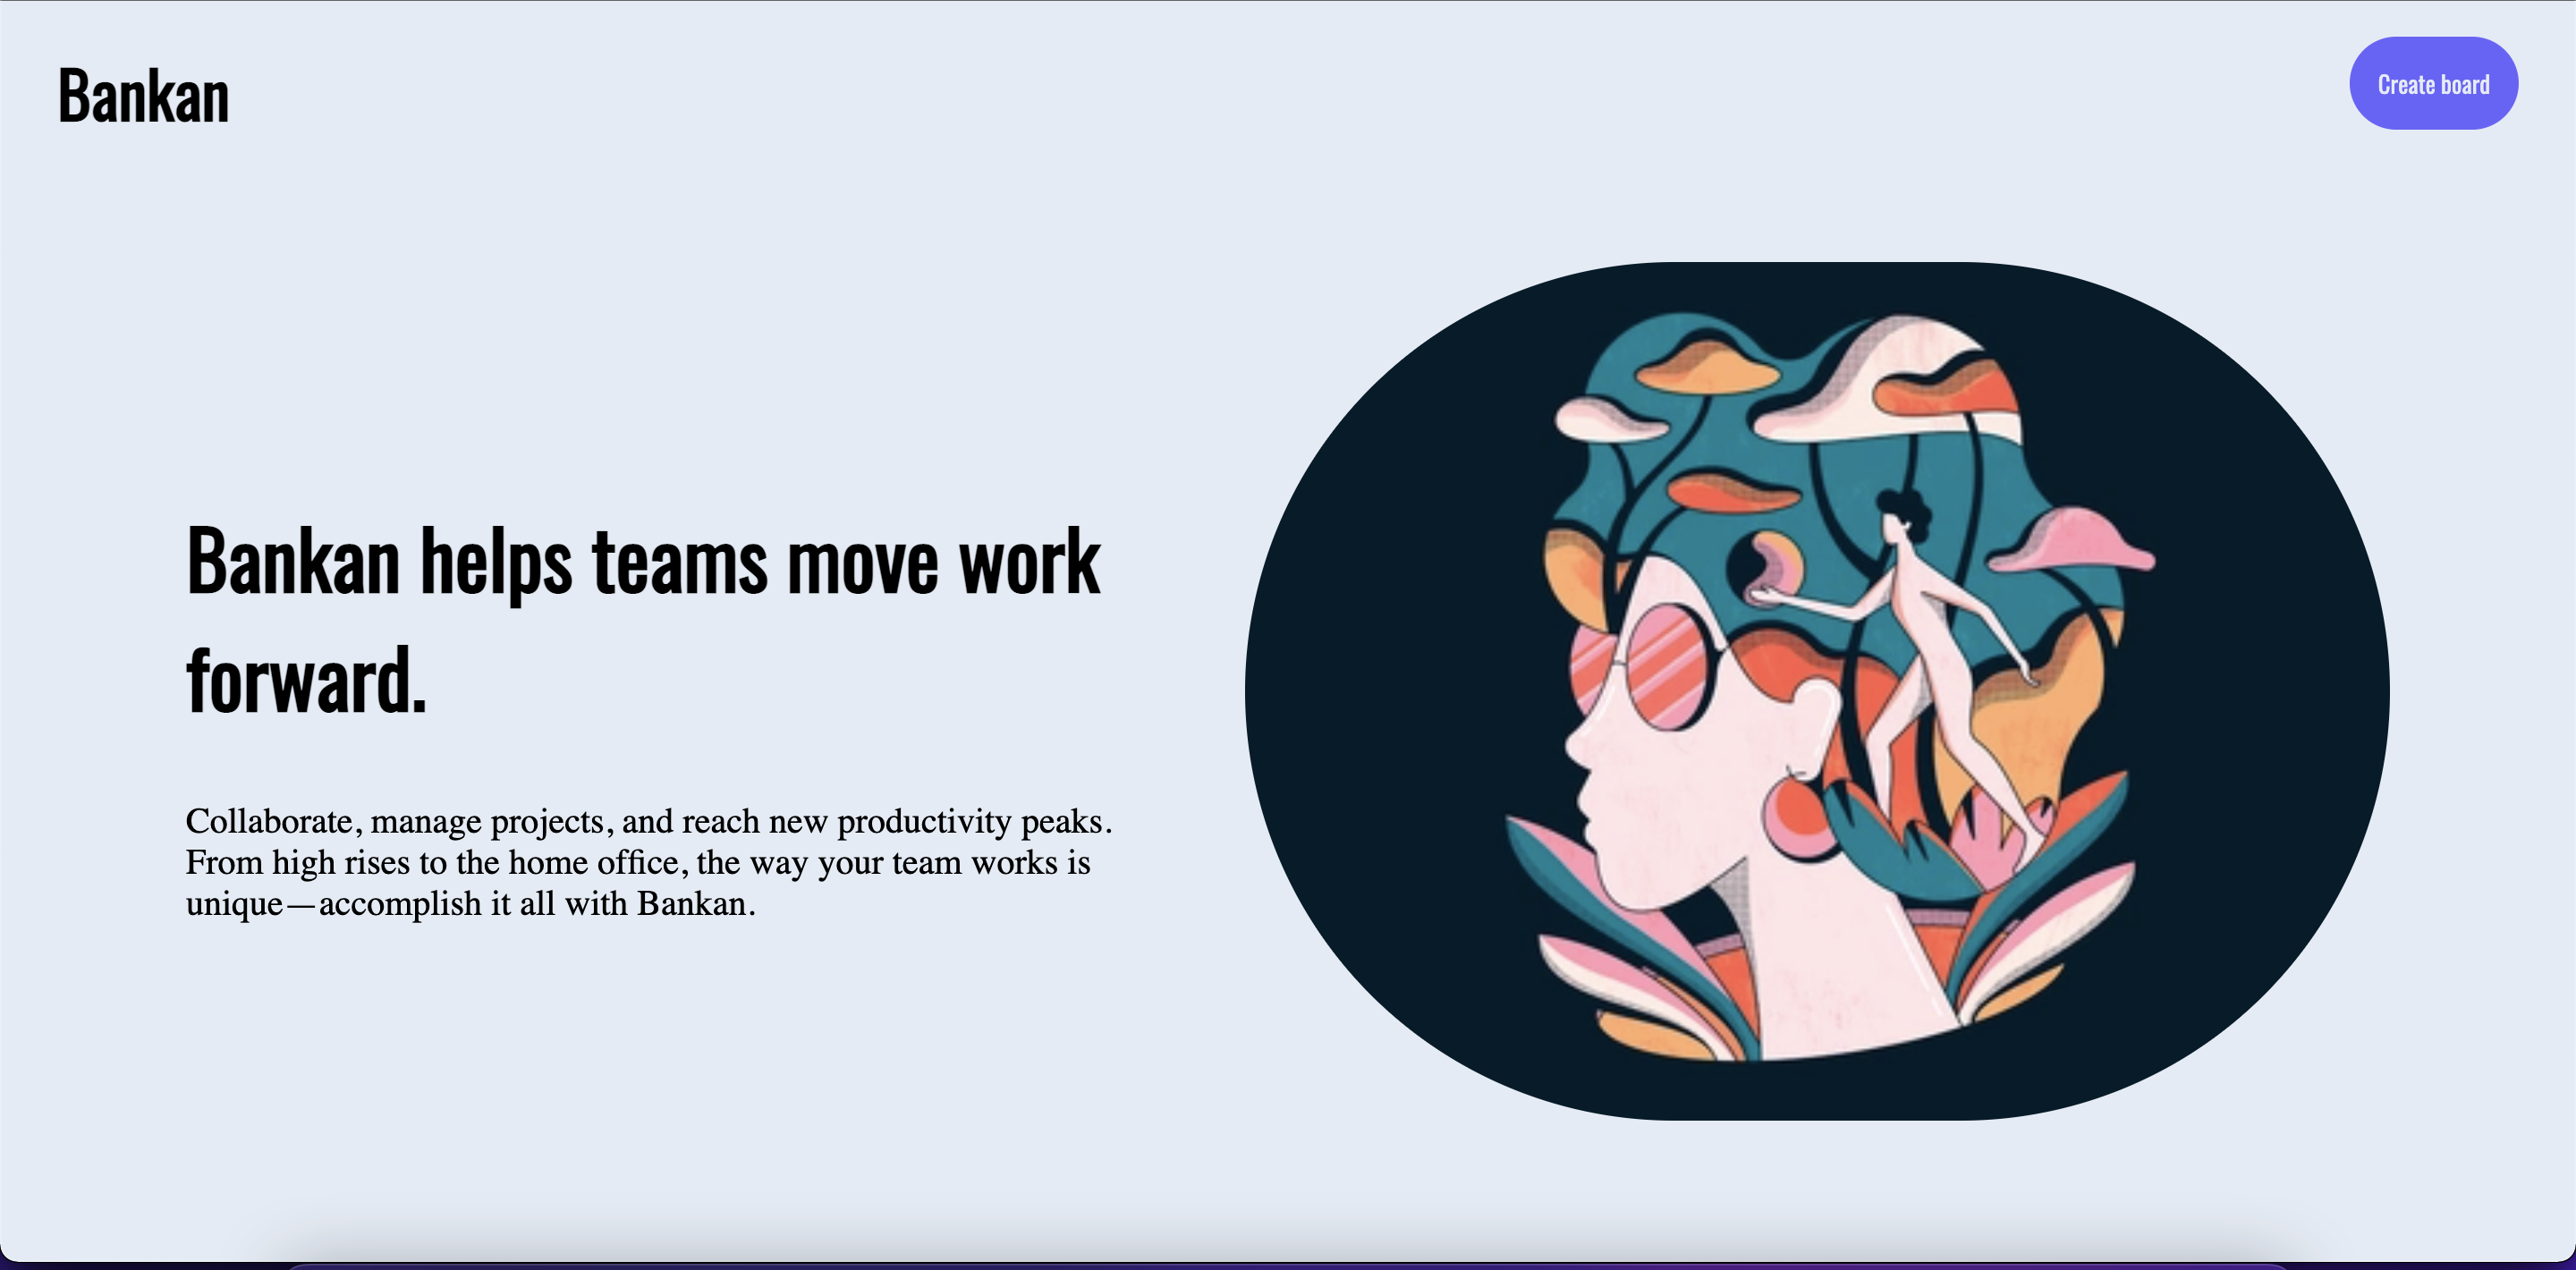 Bankan
Create board
Bankan helps teams move work
forward.
Collaborate, manage projects, and reach new productivity peaks.
From high rises to the home office, the way your team works is
unique—accomplish it all with Bankan.